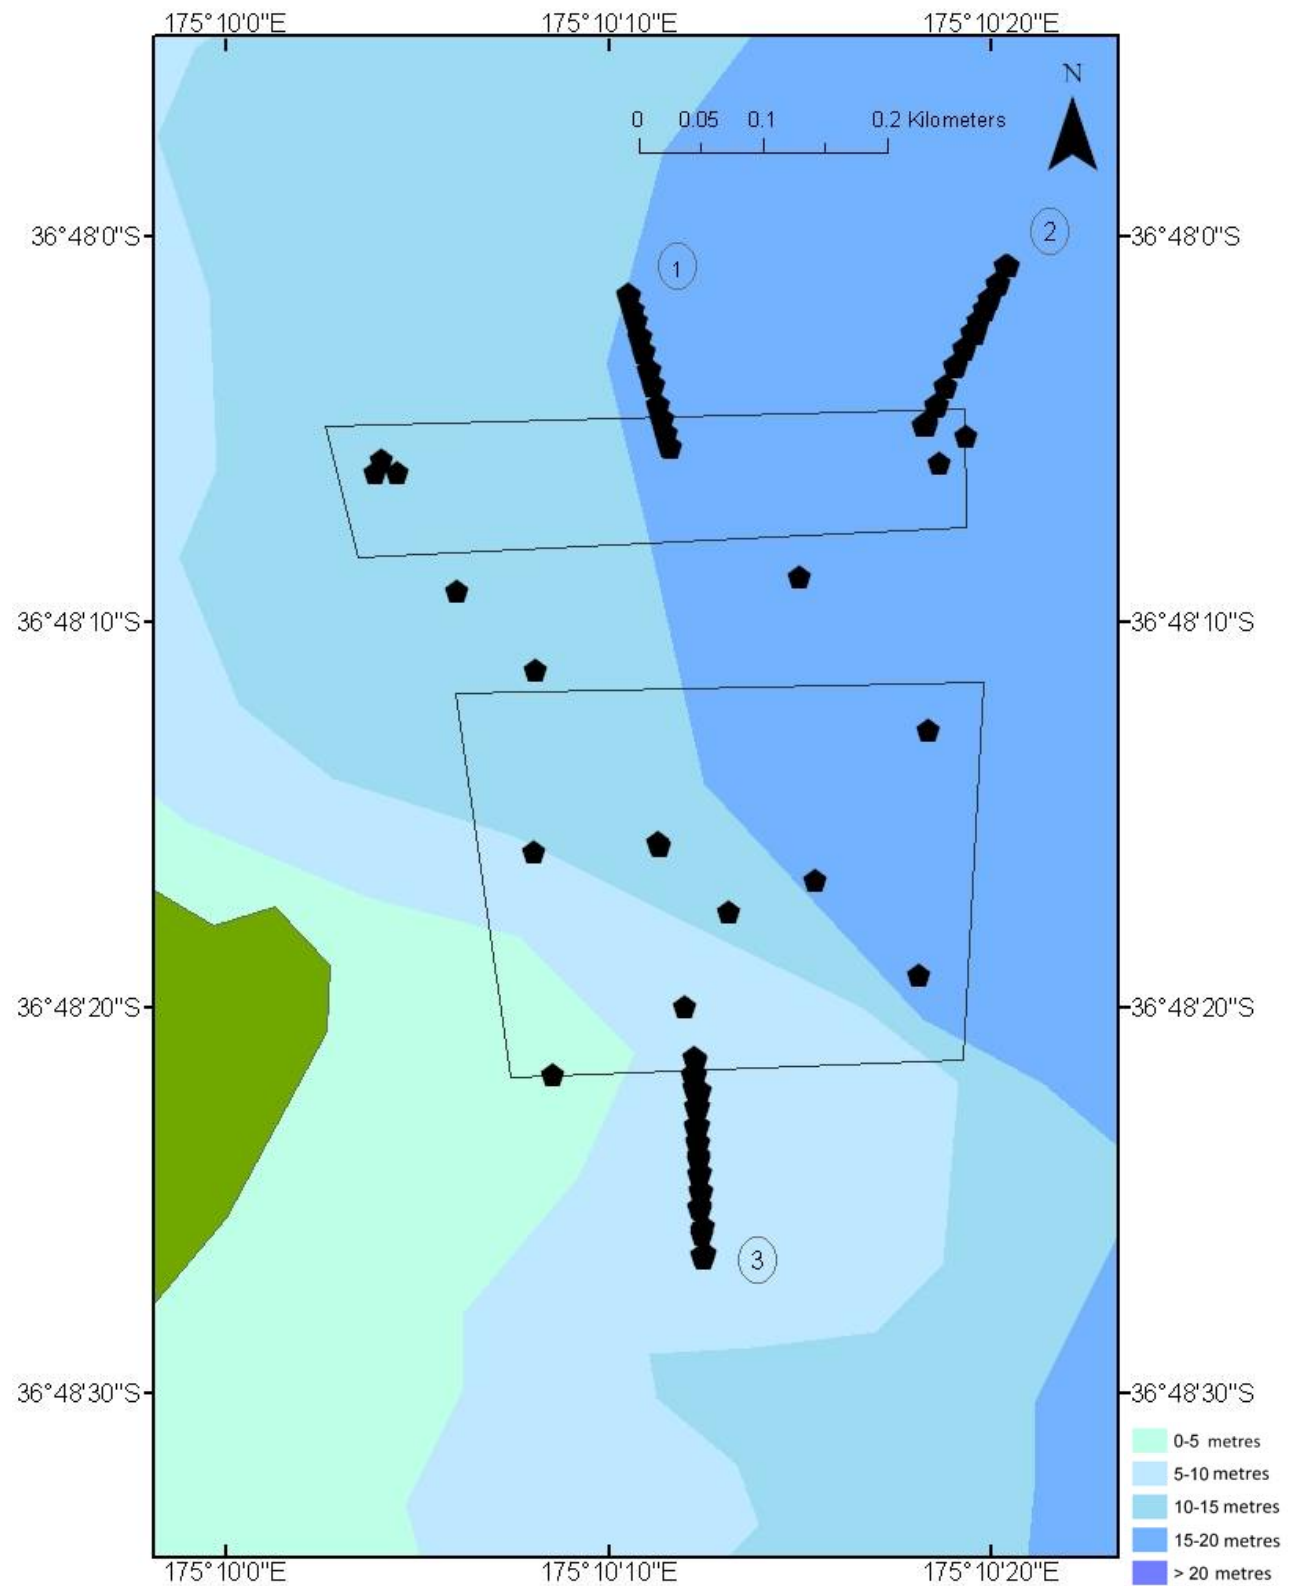 175°10'0"E 175°10'10"E 175°10'20"E
N
0 0.05 0.1 0.2 Kilometers
36°48'0"S 36°48'0"S
2
1
36°48'10"S 36°48'10"S
36°48'20"S 36°48'20"S
3
36°48'30"S 36°48'30"S
0-5 metres
5-10 metres
10-15 metres
15-20 metres
> 20 metres
175°10'0"E 175°10'10"E 175°10'20"E